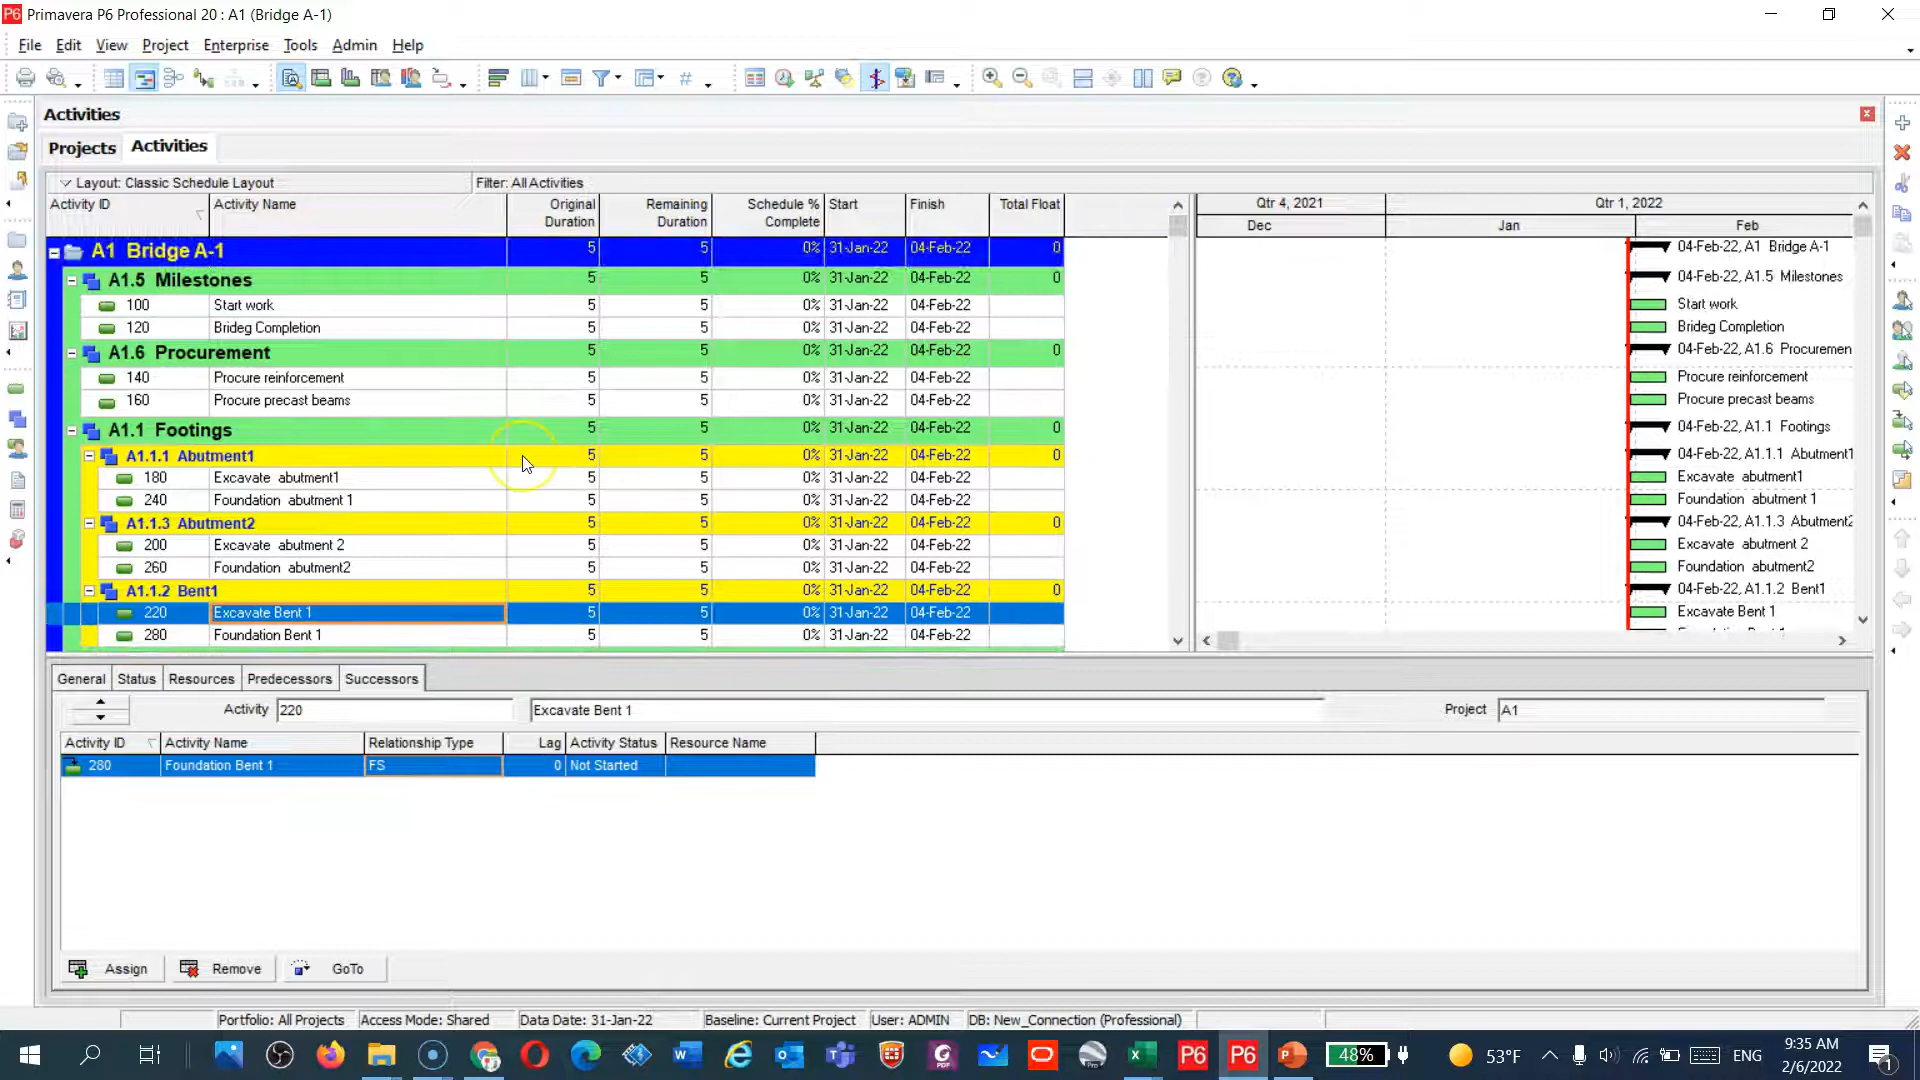 Primavera P6 Professional 20 : A1 (Bridge A-1)
File Edit View Project Enterprise Tools Admin Help
Activities
Projects Activities
Layout: Classic Schedule Layout Filter: All Activities
Activity ID Activity Name Original Duration Remaining Duration Schedule % Complete Start Finish Total Float
Qtr 4, 2021 Qtr 1, 2022
Dec Jan Feb
A1 Bridge A-1 5 5 0% 31-Jan-22 04-Feb-22 0 04-Feb-22, A1 Bridge A-1
A1.5 Milestones 5 5 0% 31-Jan-22 04-Feb-22 0 04-Feb-22, A1.5 Milestones
100 Start work 5 5 0% 31-Jan-22 04-Feb-22 Start work
120 Brideg Completion 5 5 0% 31-Jan-22 04-Feb-22 Brideg Completion
A1.6 Procurement 5 5 0% 31-Jan-22 04-Feb-22 0 04-Feb-22, A1.6 Procuremen
140 Procure reinforcement 5 5 0% 31-Jan-22 04-Feb-22 Procure reinforcement
160 Procure precast beams 5 5 0% 31-Jan-22 04-Feb-22 Procure precast beams
A1.1 Footings 5 5 0% 31-Jan-22 04-Feb-22 0 04-Feb-22, A1.1 Footings
A1.1.1 Abutment1 5 5 0% 31-Jan-22 04-Feb-22 0 04-Feb-22, A1.1.1 Abutment1
180 Excavate abutment1 5 5 0% 31-Jan-22 04-Feb-22 Excavate abutment1
240 Foundation abutment 1 5 5 0% 31-Jan-22 04-Feb-22 Foundation abutment 1
A1.1.3 Abutment2 5 5 0% 31-Jan-22 04-Feb-22 0 04-Feb-22, A1.1.3 Abutment2
200 Excavate abutment 2 5 5 0% 31-Jan-22 04-Feb-22 Excavate abutment 2
260 Foundation abutment2 5 5 0% 31-Jan-22 04-Feb-22 Foundation abutment2
A1.1.2 Bent1 5 5 0% 31-Jan-22 04-Feb-22 0 04-Feb-22, A1.1.2 Bent1
220 Excavate Bent 1 5 5 0% 31-Jan-22 04-Feb-22 Excavate Bent 1
280 Foundation Bent 1 5 5 0% 31-Jan-22 04-Feb-22
General Status Resources Predecessors Successors
Activity 220 Excavate Bent 1 Project A1
Activity ID Activity Name Relationship Type Lag Activity Status Resource Name
280 Foundation Bent 1 FS 0 Not Started
Assign Remove GoTo
Portfolio: All Projects Access Mode: Shared Data Date: 31-Jan-22 Baseline: Current Project User: ADMIN DB: New_Connection (Professional)
48% 53°F ENG 9:35 AM
2/6/2022